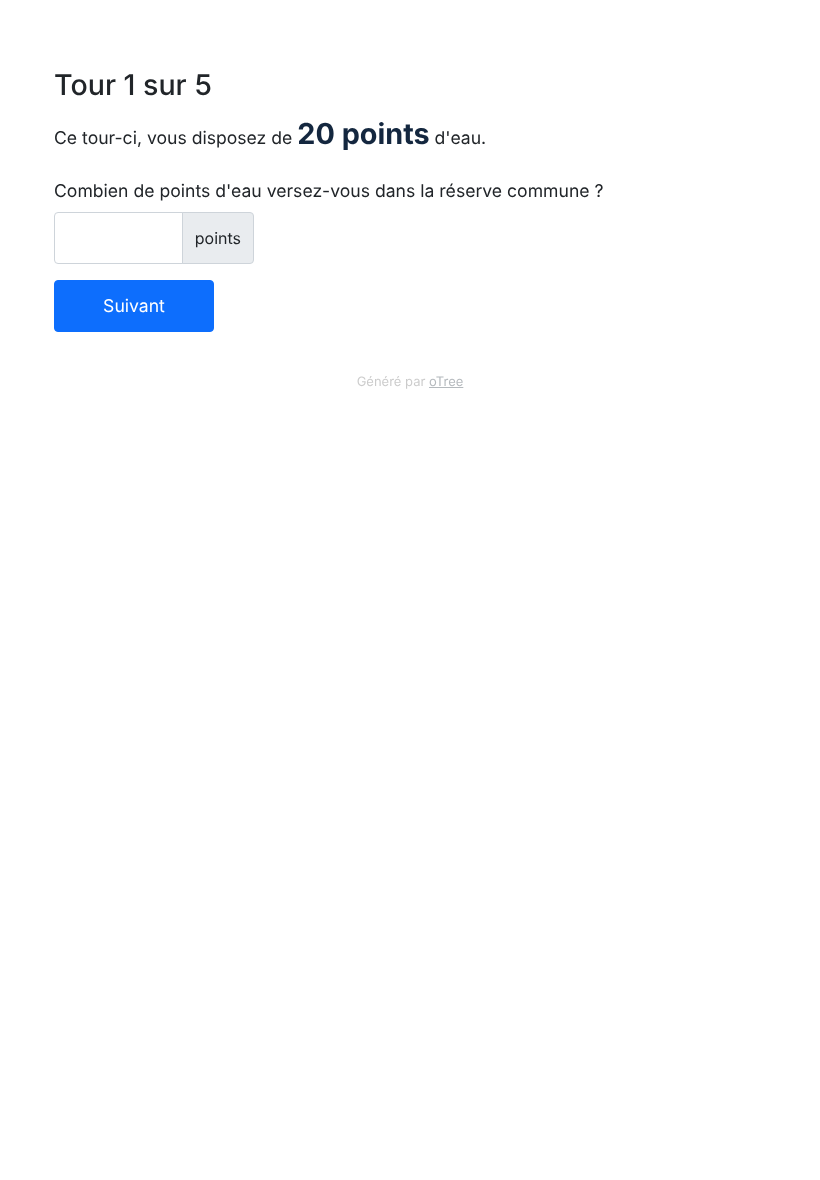 Tour 1 sur 5
Ce tour-ci, vous disposez de 20 points d'eau.
Combien de points d'eau versez-vous dans la réserve commune ?
points
Suivant
Généré par oTree